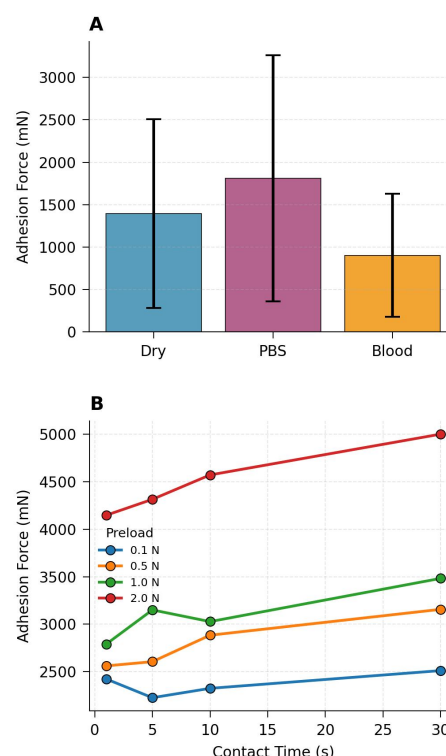 A
3000
2500
2000
1500
1000
500
0
Adhesion Force (mN)
Dry PBS Blood
B
5000
4500
4000
3500
3000
2500
Adhesion Force (mN)
Preload
0.1 N
0.5 N
1.0 N
2.0 N
0 5 10 15 20 25 30
Contact Time (s)